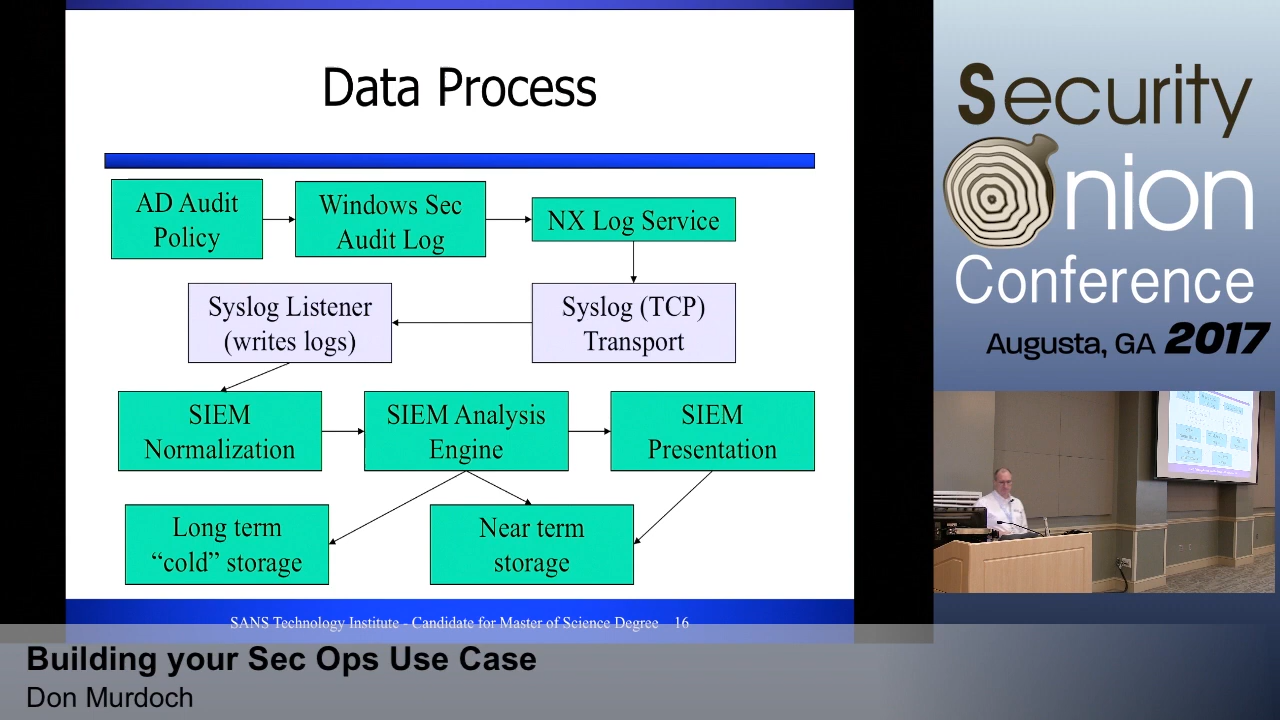 Data Process
AD Audit
Policy
Windows Sec
Audit Log
NX Log Service
Syslog Listener
(writes logs)
Syslog (TCP)
Transport
SIEM
Normalization
SIEM Analysis
Engine
SIEM
Presentation
Long term
“cold” storage
Near term
storage
SANS Technology Institute - Candidate for Master of Science Degree 16
Security
Onion
Conference
Augusta, GA 2017
Building your Sec Ops Use Case
Don Murdoch